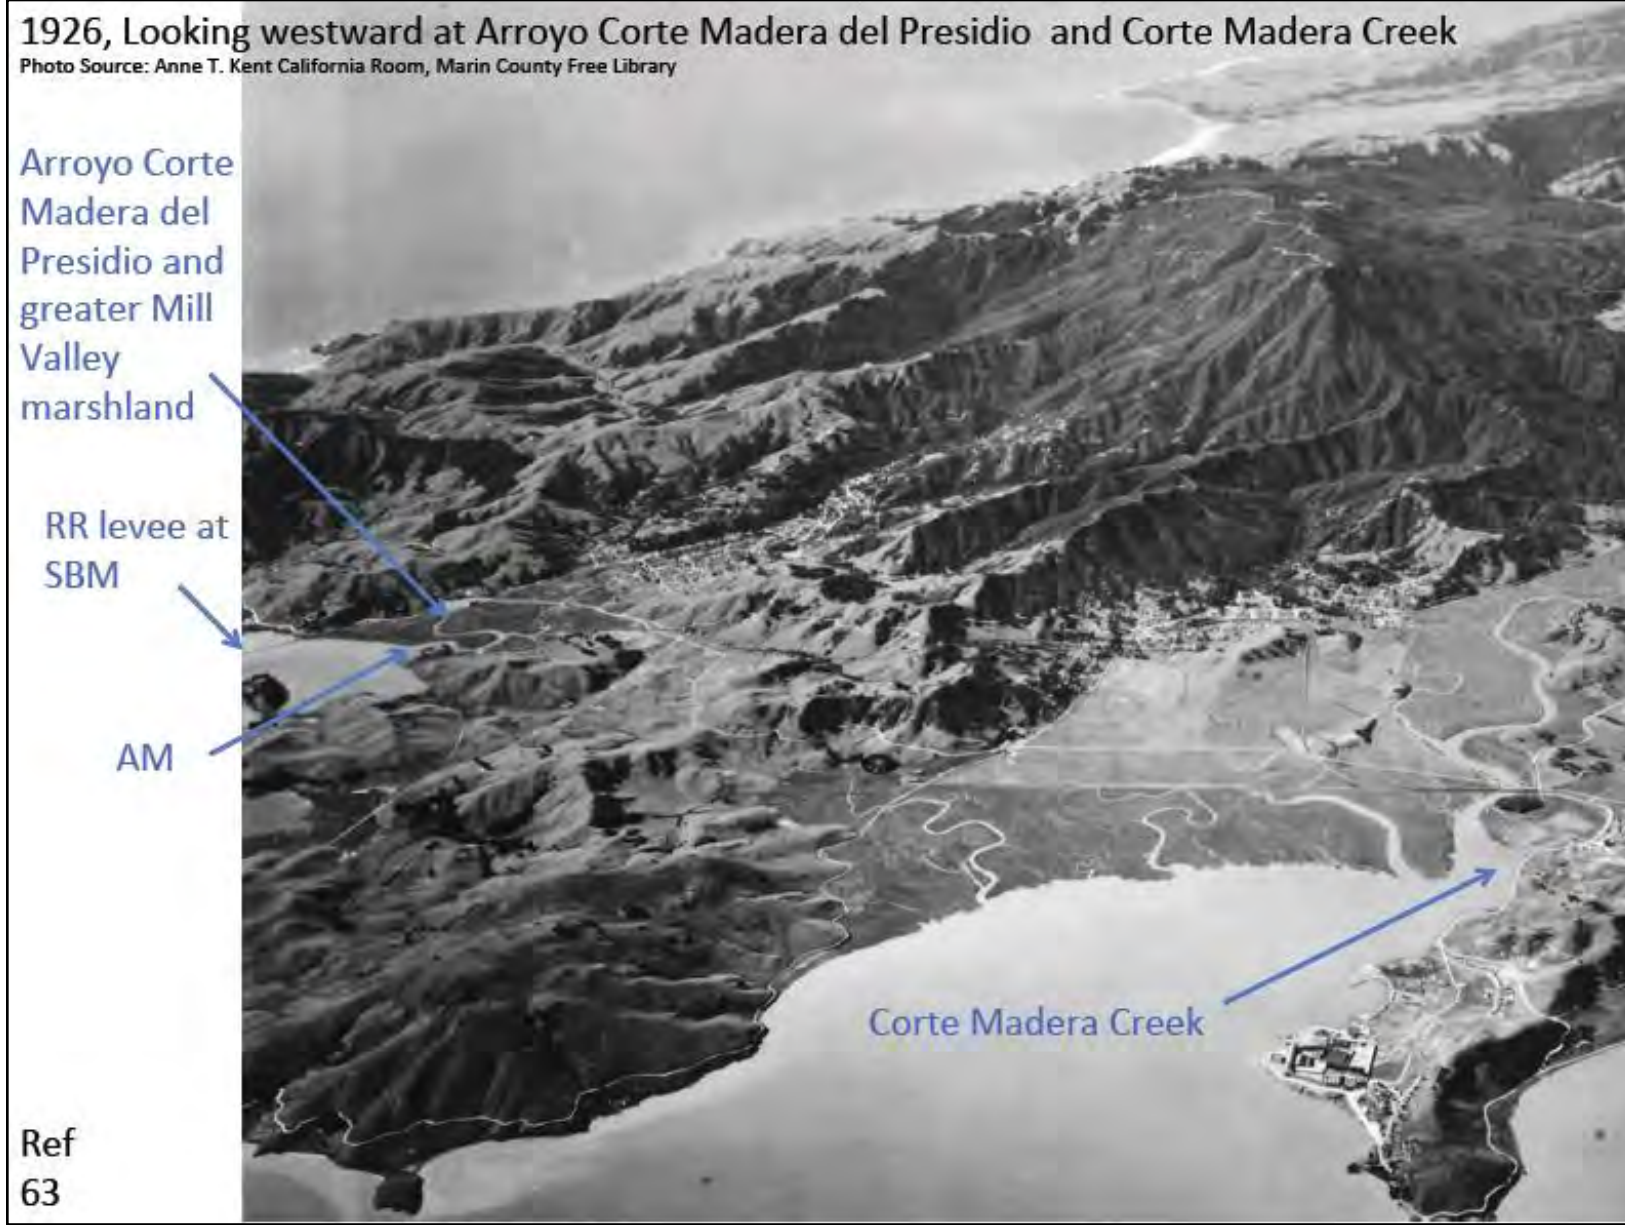 1926, Looking westward at Arroyo Corte Madera del Presidio and Corte Madera Creek
Photo Source: Anne T. Kent California Room, Marin County Free Library
Arroyo Corte
Madera del
Presidio and
greater Mill
Valley
marshland
RR levee at
SBM
AM
Corte Madera Creek
Ref
63